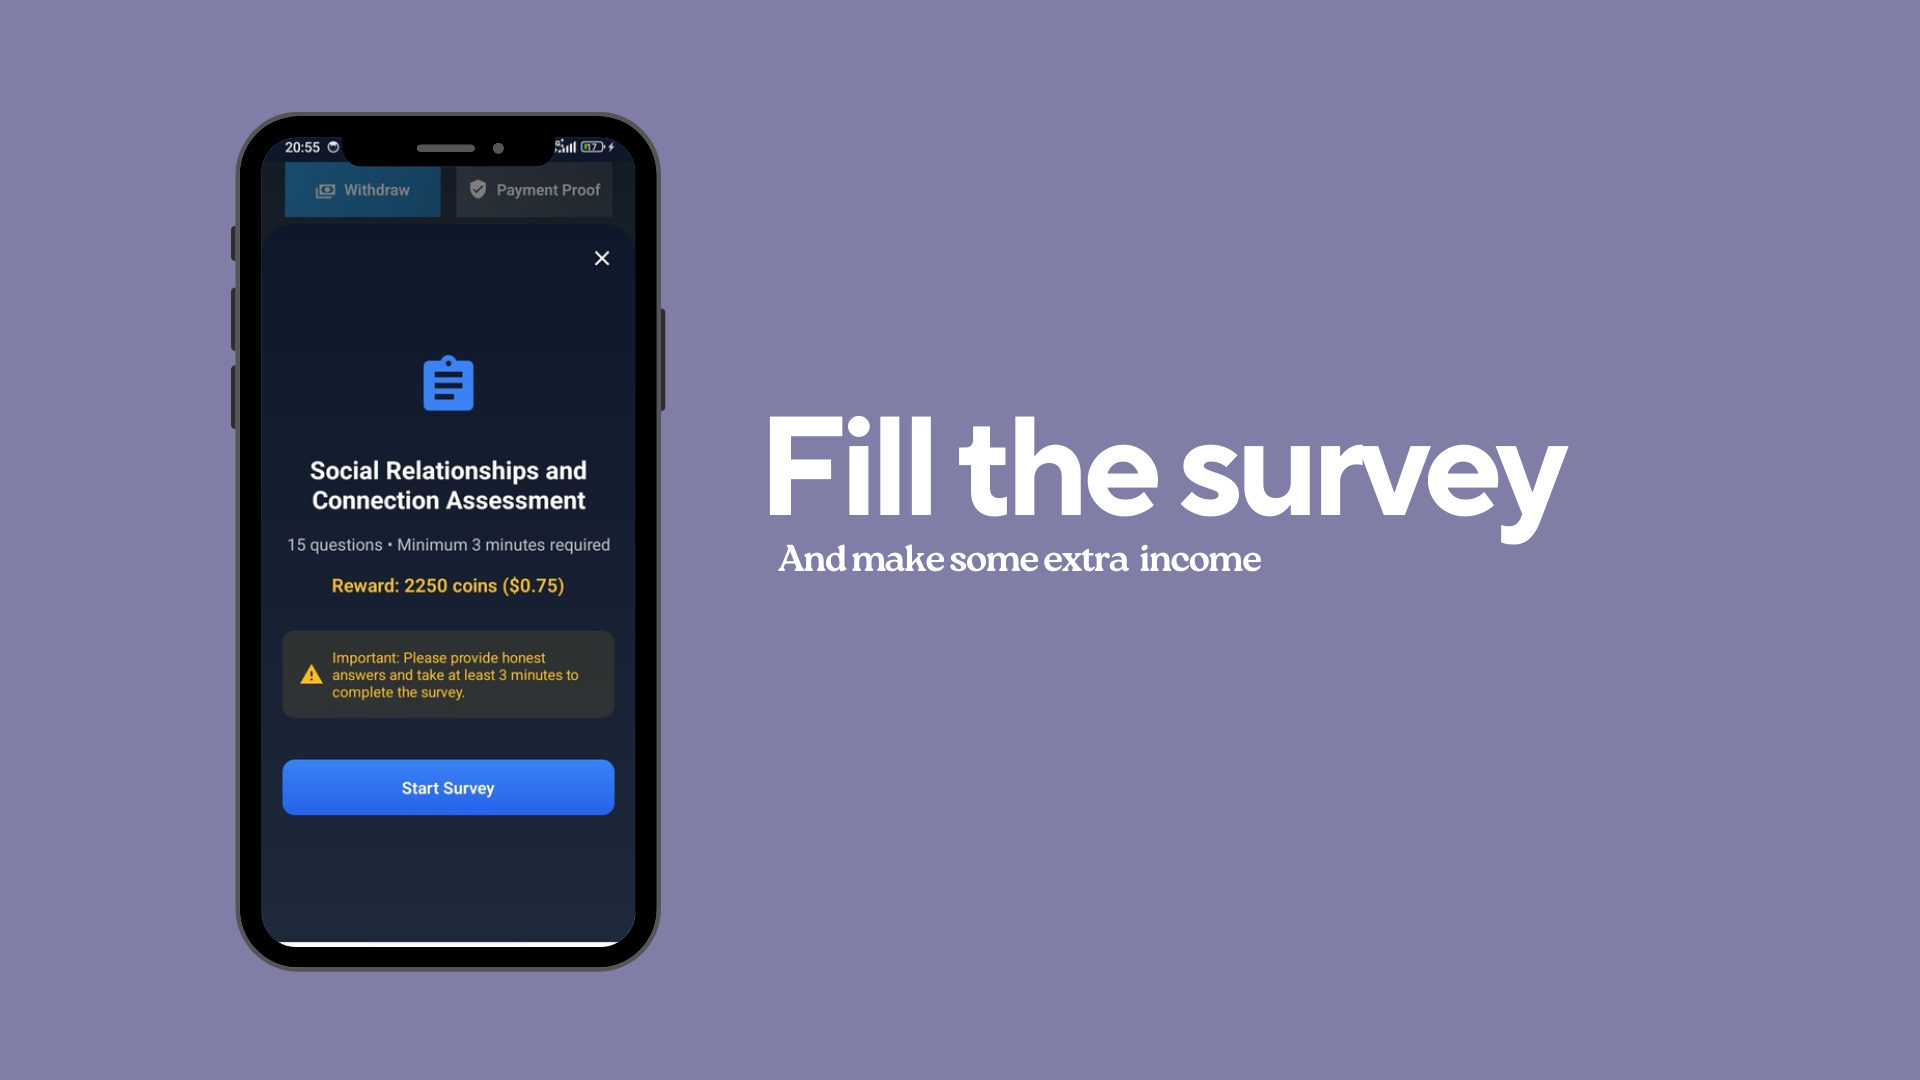 20:55
17
Withdraw
Payment Proof
Social Relationships and
Connection Assessment
15 questions • Minimum 3 minutes required
Reward: 2250 coins ($0.75)
Important: Please provide honest
answers and take at least 3 minutes to
complete the survey.
Start Survey
Fill the survey
And make some extra income